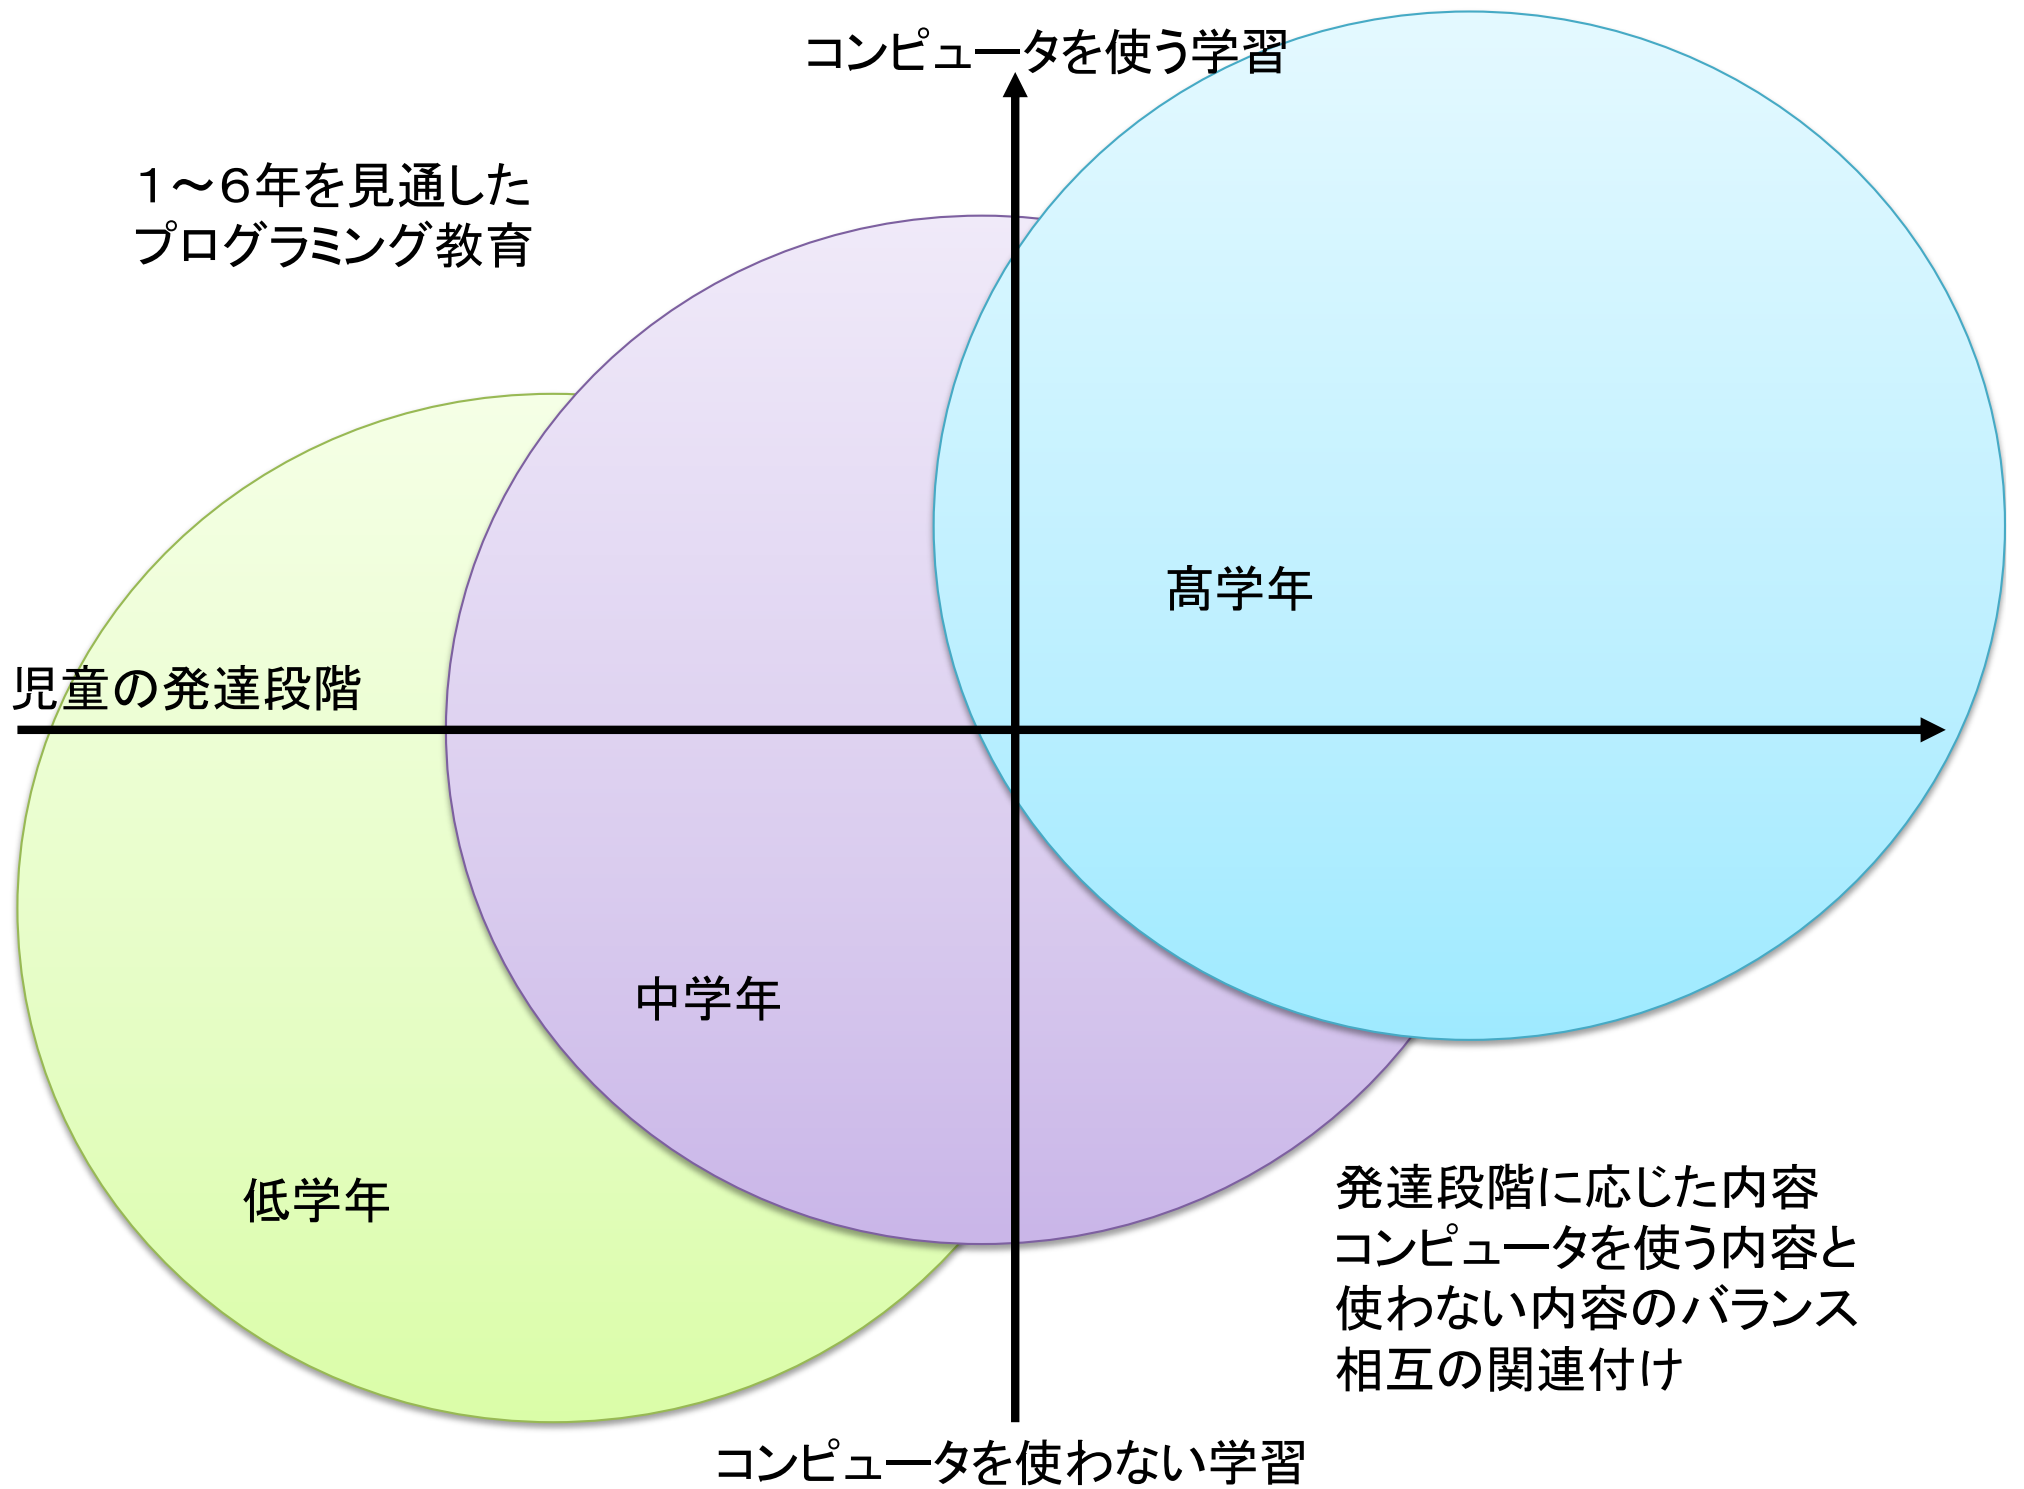 コンピュータを使う学習
１～６年を見通した
プログラミング教育
髙学年
児童の発達段階
中学年
低学年
発達段階に応じた内容
コンピュータを使う内容と
使わない内容のバランス
相互の関連付け
コンピュータを使わない学習